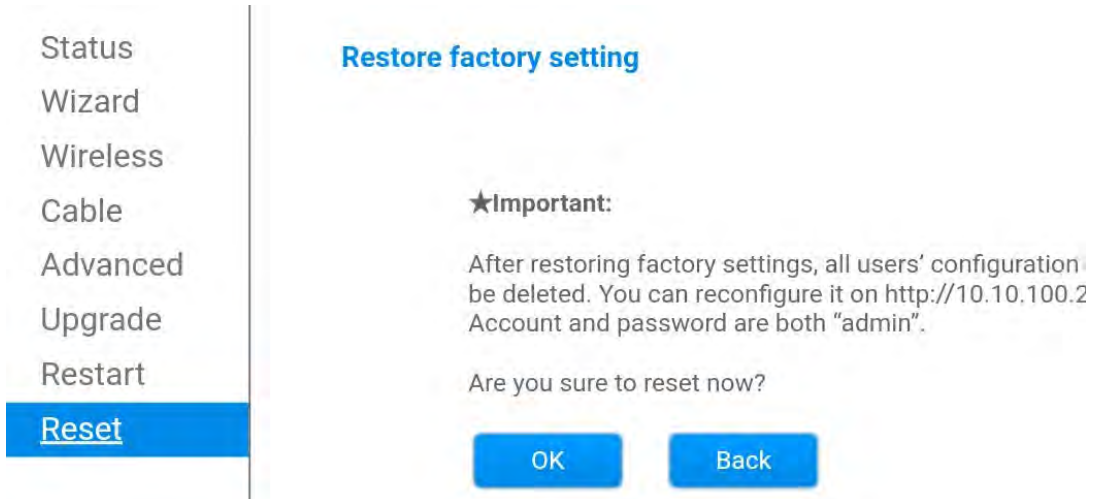 Status
Wizard
Wireless
Cable
Advanced
Upgrade
Restart
Reset
Restore factory setting
★Important:
After restoring factory settings, all users’ configuration
be deleted. You can reconfigure it on http://10.10.100.2
Account and password are both “admin”.
Are you sure to reset now?
OK
Back